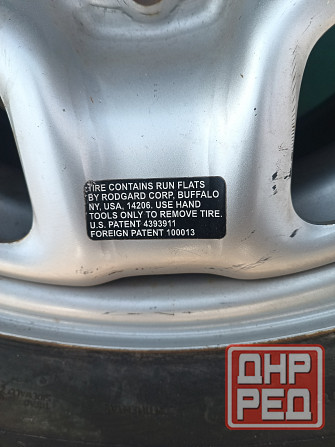 TIRE CONTAINS RUN FLATS
BY RODGARD CORP, BUFFALO
NY, USA, 14206. USE HAND
TOOLS ONLY TO REMOVE TIRE.
U.S. PATENT 4393911
FOREIGN PATENT 100013
ДНР
РЕД